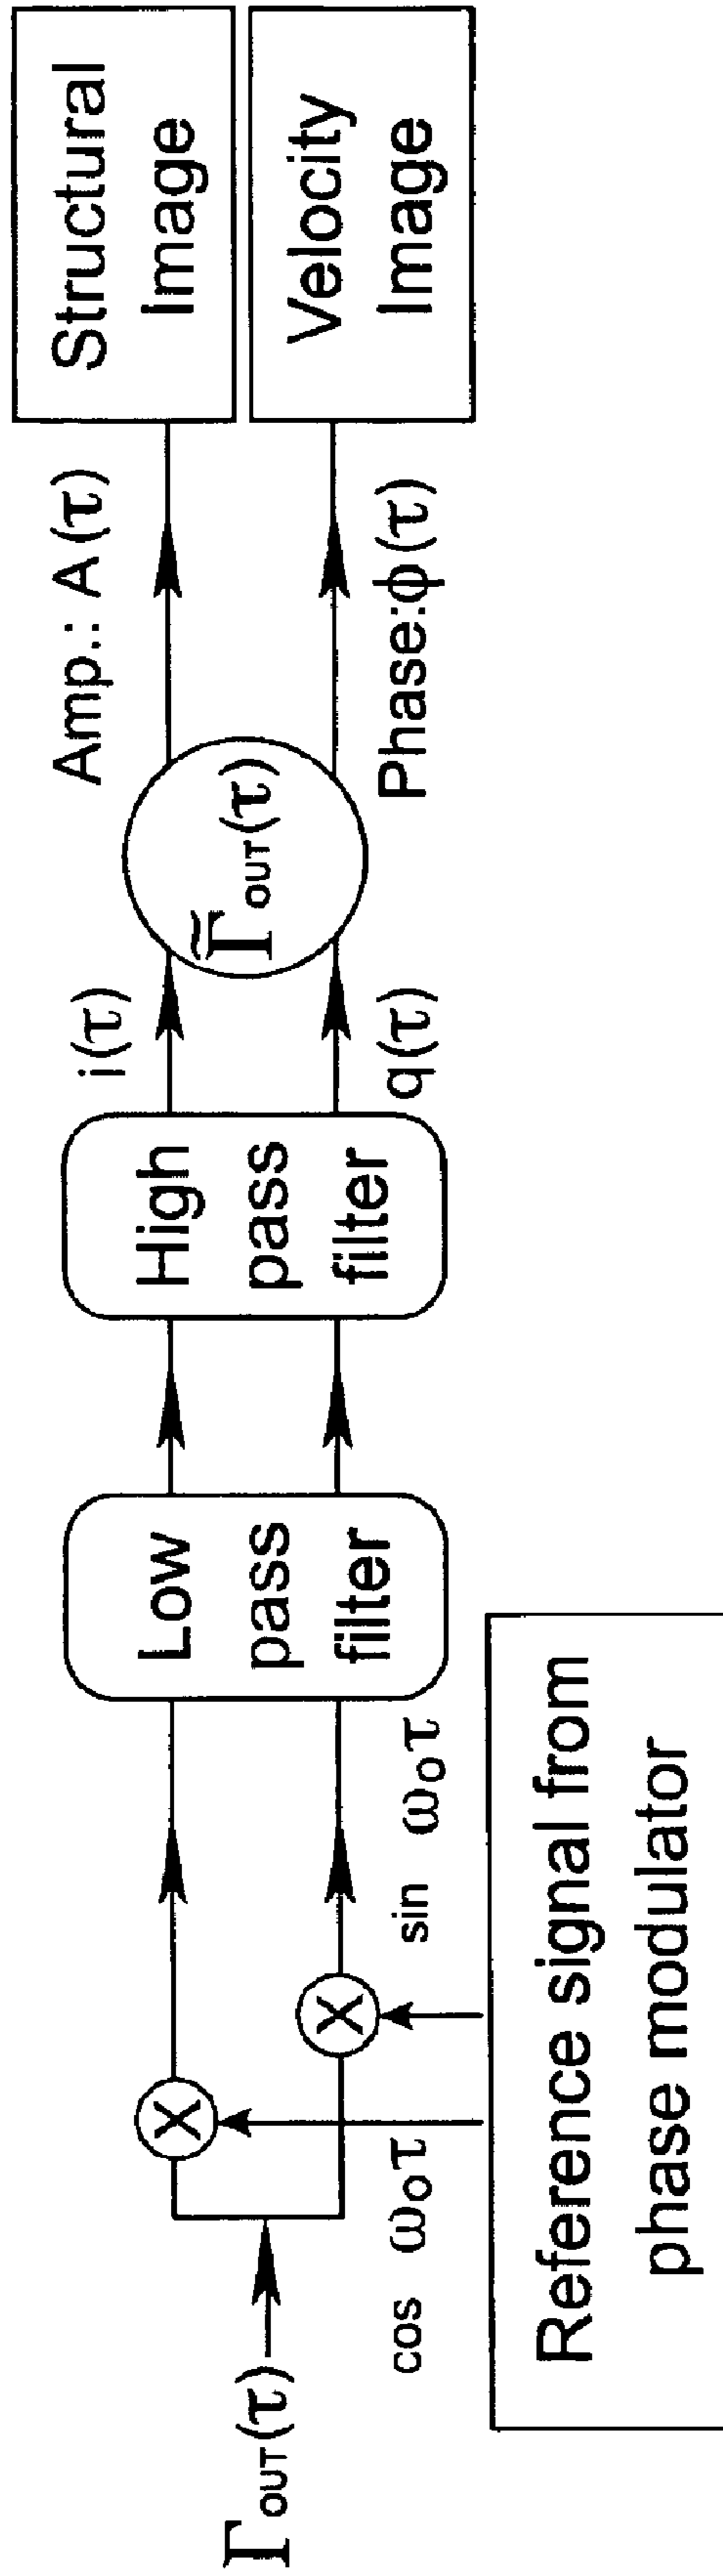 Γ OUT (τ)
cos ω₀τ
sin ω₀τ
Reference signal from
phase modulator
Low
pass
filter
High
pass
filter
i(τ)
q(τ)
Γ̃ OUT (τ)
Amp.: A(τ)
Phase:ϕ(τ)
Structural
Image
Velocity
Image
X
X